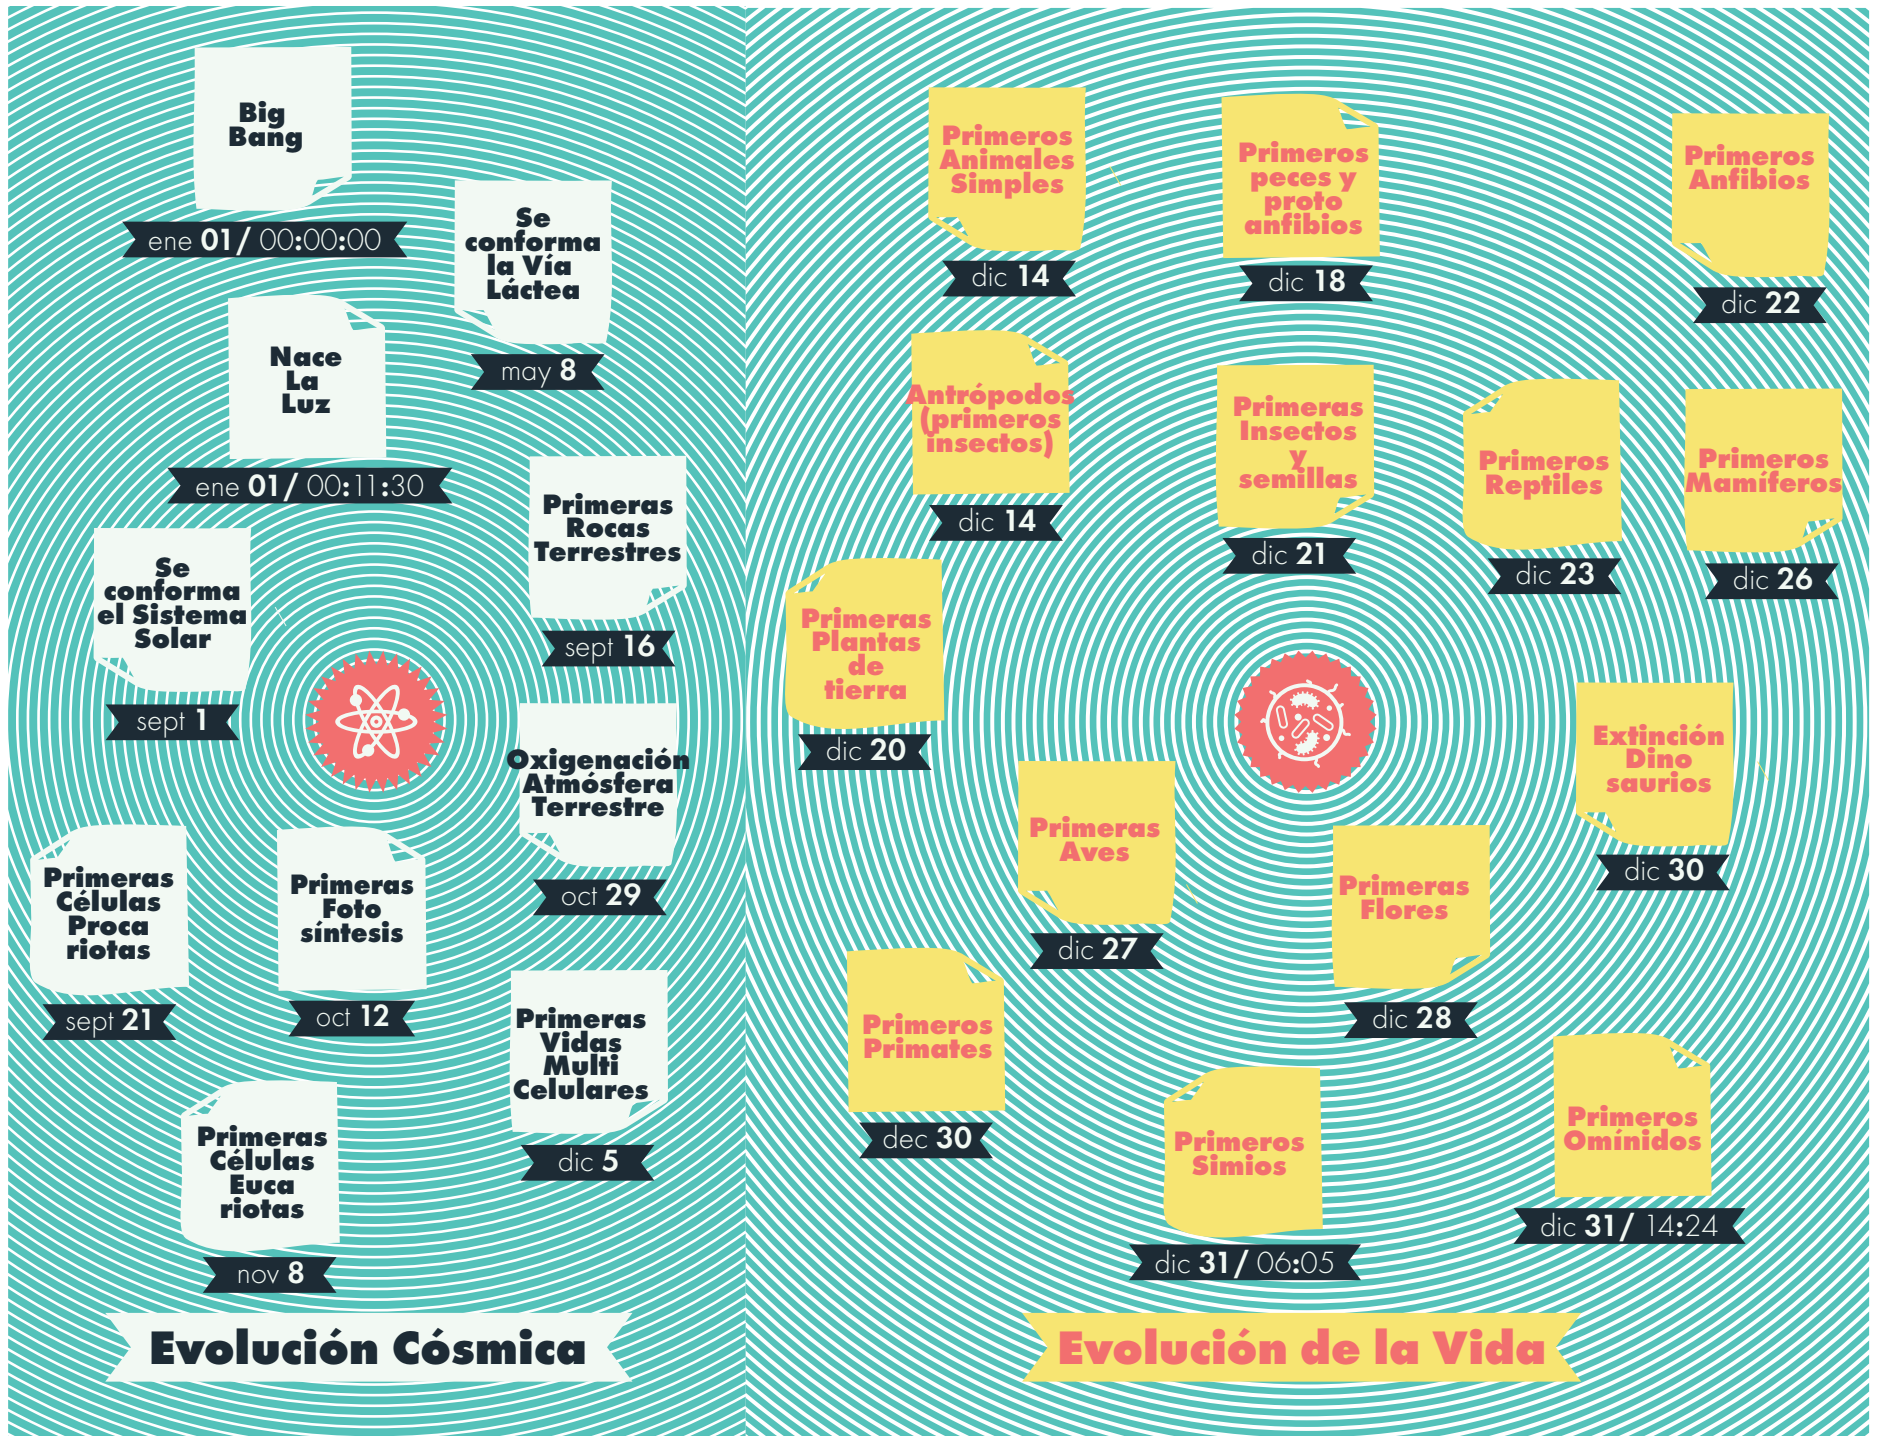 Big
Bang
ene 01/ 00:00:00
Se
conforma
la Vía
Láctea
may 8
Nace
La
Luz
ene 01/ 00:11:30
Primeras
Rocas
Terrestres
sept 16
Se
conforma
el Sistema
Solar
sept 1
Oxigenación
Atmósfera
Terrestre
oct 29
Primeras
Células
Proca
riotas
sept 21
Primeras
Foto
síntesis
oct 12
Primeras
Vidas
Multi
Celulares
dic 5
Primeras
Células
Euca
riotas
nov 8
Evolución Cósmica
Primeros
Animales
Simples
dic 14
Primeros
peces y
proto
anfibios
dic 18
Primeros
Anfibios
dic 22
Antrópodos
(primeros
insectos)
dic 14
Primeras
Insectos
y
semillas
dic 21
Primeros
Reptiles
dic 23
Primeros
Mamíferos
dic 26
Primeras
Plantas
de
tierra
dic 20
Extinción
Dino
saurios
dic 30
Primeras
Aves
dic 27
Primeras
Flores
dic 28
Primeros
Primates
dec 30
Primeros
Simios
dic 31/ 06:05
Primeros
Omínidos
dic 31/ 14:24
Evolución de la Vida